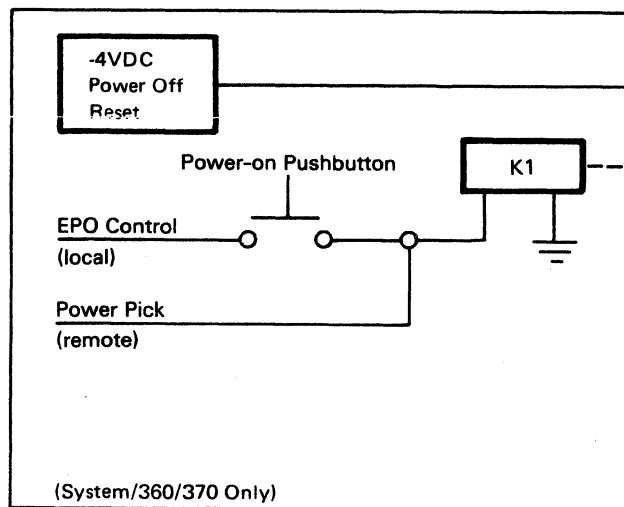 -4VDC
Power Off
Reset
Power-on Pushbutton
K1
EPO Control
(local)
Power Pick
(remote)
(System/360/370 Only)